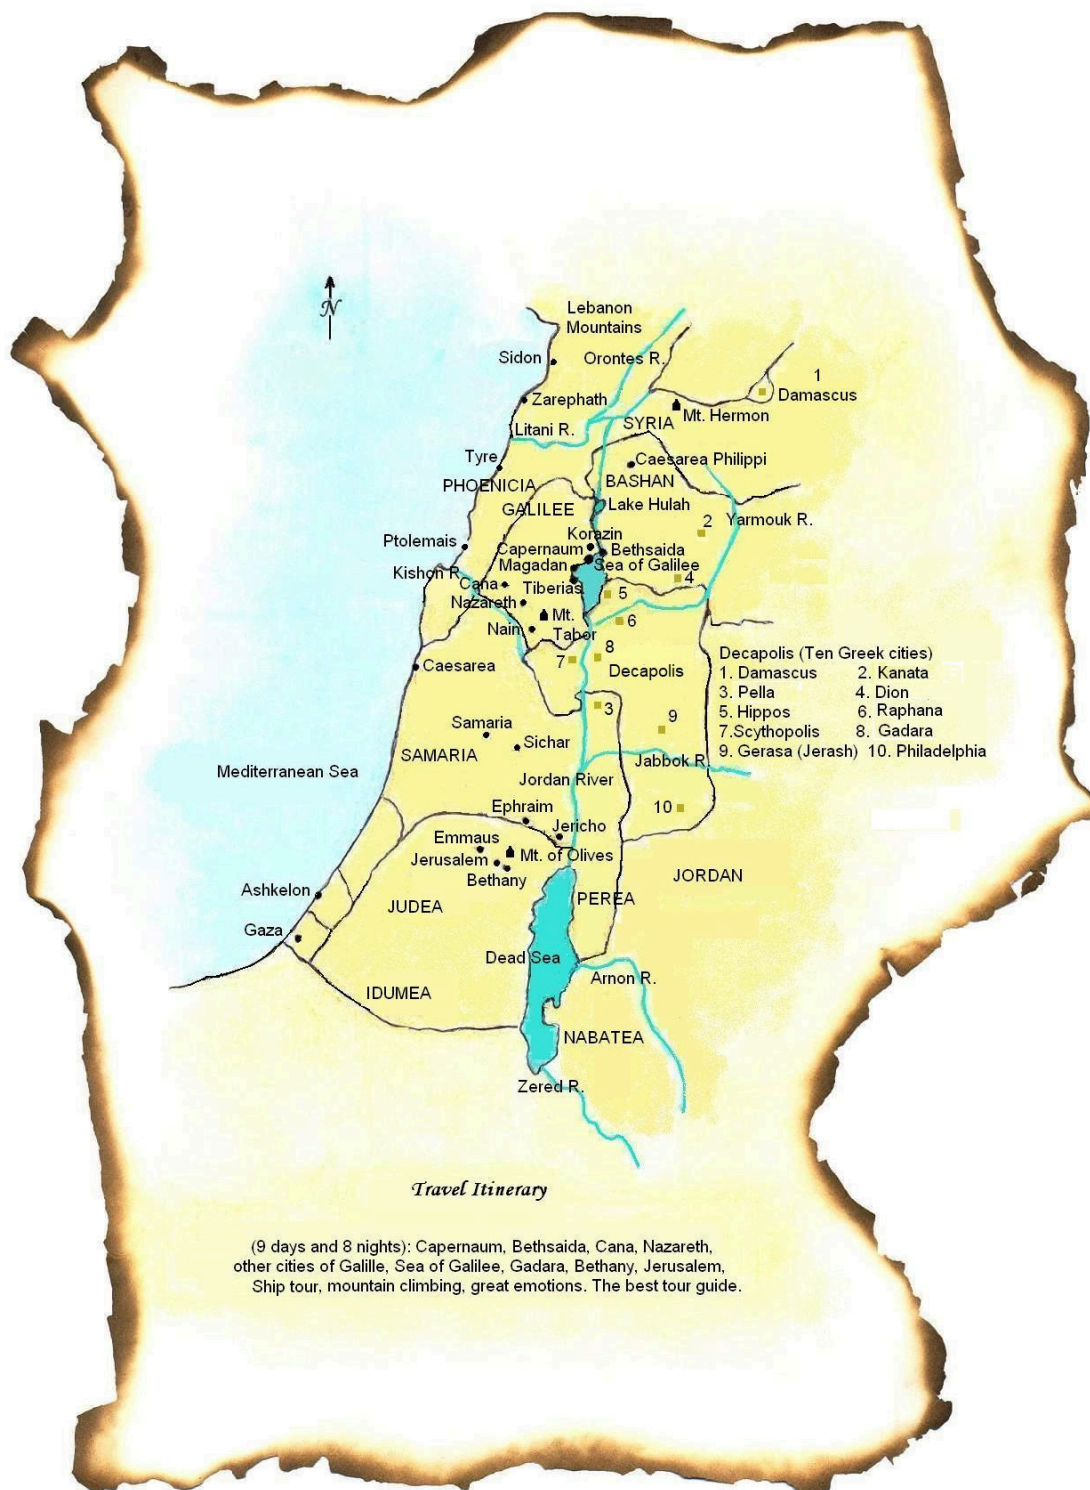 N
Lebanon
Mountains
Sidon
Orontes R.
1
Damascus
Zarephath
Mt. Hermon
Litani R.
SYRIA
Tyre
Caesarea Philippi
PHOENICIA
BASHAN
GALILEE
Lake Hulah
2
Yarmouk R.
Korazin
Ptolemais
Capernaum
Bethsaida
Magadan
Sea of Galilee
Kishon R.
Cana
Tiberias
4
5
Nazareth
Mt.
Tabor
6
Nain
8
7
Decapolis
Caesarea
Decapolis (Ten Greek cities)
1. Damascus 2. Kanata
3. Pella 4. Dion
5. Hippos 6. Raphana
7.Scythopolis 8. Gadara
9. Gerasa (Jerash) 10. Philadelphia
3
9
Samaria
Sichar
SAMARIA
Jabbok R.
Mediterranean Sea
Jordan River
Ephraim
10
Jericho
Emmaus
Mt. of Olives
Jerusalem
Bethany
JORDAN
Ashkelon
PEREA
JUDEA
Gaza
Dead Sea
Arnon R.
IDUMEA
NABATEA
Zered R.
Travel Itinerary
(9 days and 8 nights): Capernaum, Bethsaida, Cana, Nazareth,
other cities of Galille, Sea of Galilee, Gadara, Bethany, Jerusalem,
Ship tour, mountain climbing, great emotions. The best tour guide.